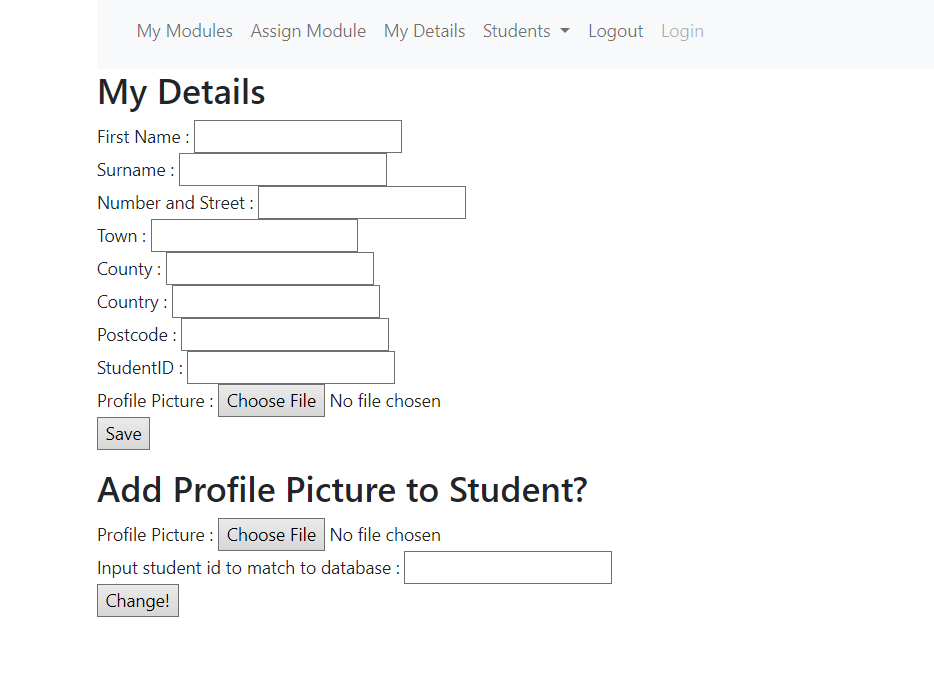 My Modules Assign Module My Details Students Logout Login
My Details
First Name :
Surname :
Number and Street :
Town :
County :
Country :
Postcode :
StudentID :
Profile Picture : Choose File No file chosen
Save
Add Profile Picture to Student?
Profile Picture : Choose File No file chosen
Input student id to match to database :
Change!